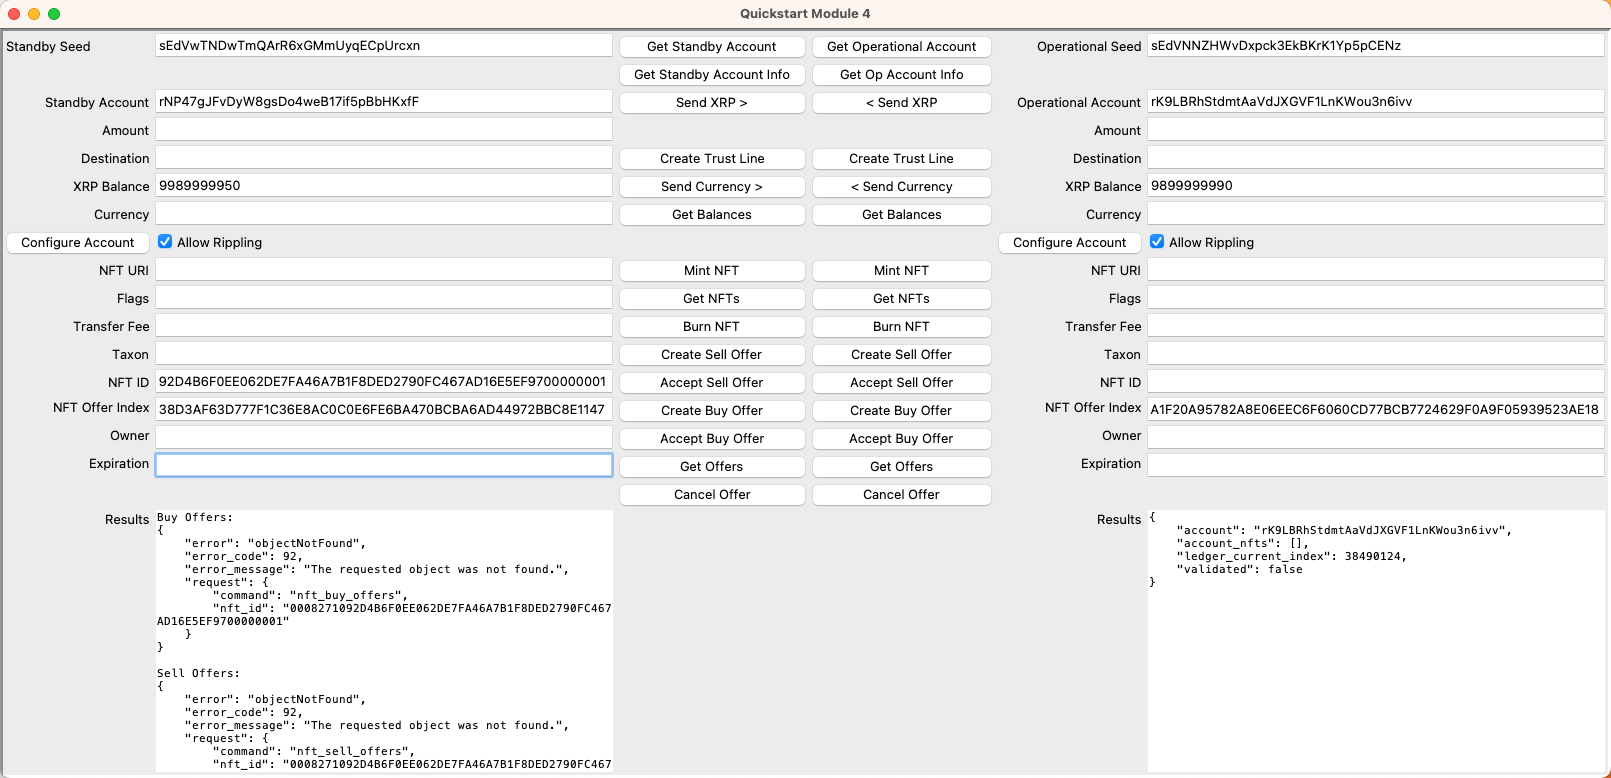 Quickstart Module 4
Standby Seed sEdVwTNDwTmQArR6xGMmUyqECpUrcxn Get Standby Account Get Operational Account Operational Seed sEdVNNZHWvDxpck3EkBKrK1Yp5pCENz
Get Standby Account Info Get Op Account Info
Standby Account rNP47gJFvDyW8gsDo4weB17if5pBbHKxfF Send XRP > < Send XRP Operational Account rK9LBRhStdmtAaVdJXGVF1LnKWou3n6ivv
Amount Amount
Destination Create Trust Line Create Trust Line Destination
XRP Balance 9989999950 Send Currency > < Send Currency XRP Balance 9899999990
Currency Get Balances Get Balances Currency
Configure Account Allow Rippling Configure Account Allow Rippling
NFT URI Mint NFT Mint NFT NFT URI
Flags Get NFTs Get NFTs Flags
Transfer Fee Burn NFT Burn NFT Transfer Fee
Taxon Create Sell Offer Create Sell Offer Taxon
NFT ID 92D4B6F0EE062DE7FA46A7B1F8DED2790FC467AD16E5EF9700000001 Accept Sell Offer Accept Sell Offer NFT ID
NFT Offer Index 38D3AF63D777F1C36E8AC0C0E6FE6BA470BCBA6AD44972BBC8E1147 Create Buy Offer Create Buy Offer NFT Offer Index A1F20A95782A8E06EEC6F6060CD77BCB7724629F0A9F05939523AE18
Owner Accept Buy Offer Accept Buy Offer Owner
Expiration Get Offers Get Offers Expiration
Cancel Offer Cancel Offer
Results
Buy Offers:
{
"error": "objectNotFound",
"error_code": 92,
"error_message": "The requested object was not found.",
"request": {
"command": "nft_buy_offers",
"nft_id": "0008271092D4B6F0EE062DE7FA46A7B1F8DED2790FC467
AD16E5EF9700000001"
}
}
Sell Offers:
{
"error": "objectNotFound",
"error_code": 92,
"error_message": "The requested object was not found.",
"request": {
"command": "nft_sell_offers",
"nft_id": "0008271092D4B6F0EE062DE7FA46A7B1F8DED2790FC467
Results
{
"account": "rK9LBRhStdmtAaVdJXGVF1LnKWou3n6ivv",
"account_nfts": [],
"ledger_current_index": 38490124,
"validated": false
}